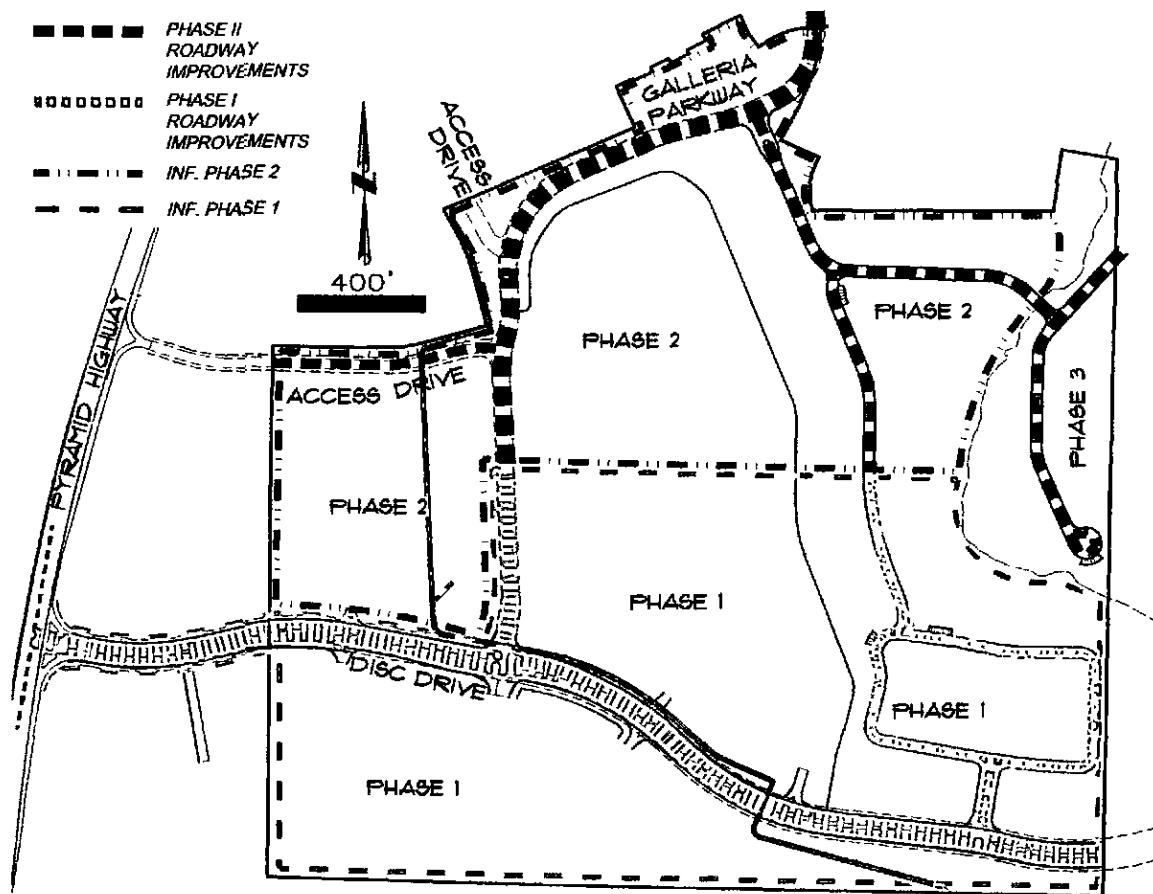 PHASE II
ROADWAY
IMPROVEMENTS
PHASE I
ROADWAY
IMPROVEMENTS
INF. PHASE 2
INF. PHASE 1
400'
PYRAMID HIGHWAY
ACCESS
DRIVE
GALLERIA
PARKWAY
ACCESS DRIVE
PHASE 2
PHASE 2
PHASE 3
PHASE 2
PHASE 1
DISC DRIVE
PHASE 1
PHASE 1